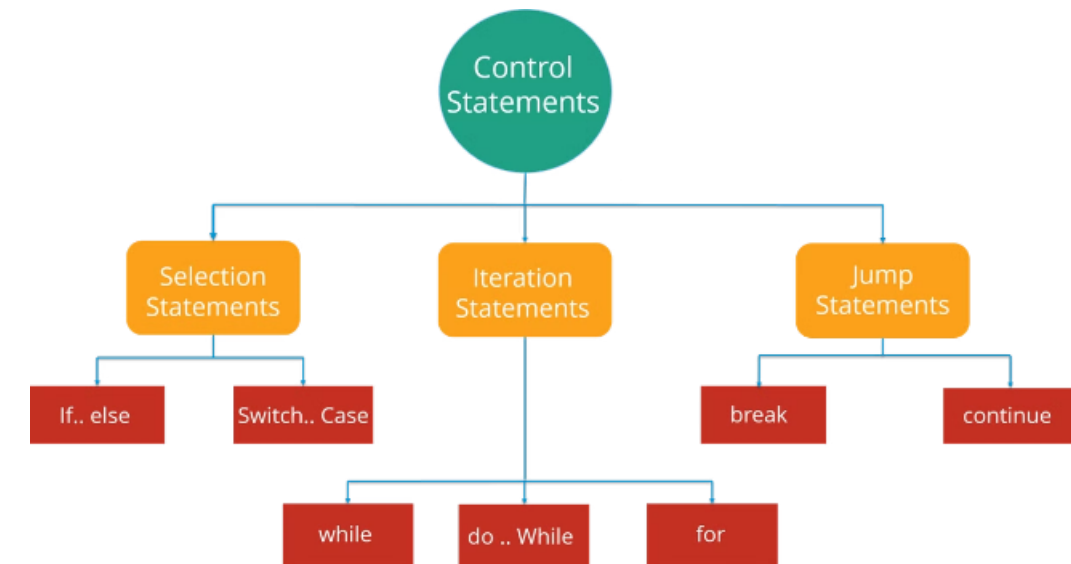 Control
Statements
Selection
Statements
Iteration
Statements
Jump
Statements
If.. else
Switch.. Case
break
continue
while
do .. While
for